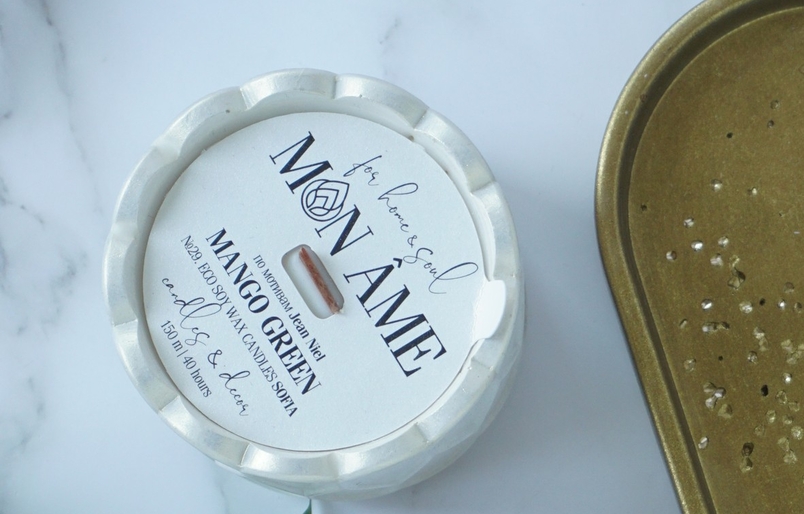 for home & Soul
MON ÂME
по мотивам Jean Niel
MANGO GREEN
№29. ECO SOY WAX CANDLES SOFIA
candles & decor
150 ml | 40 hours